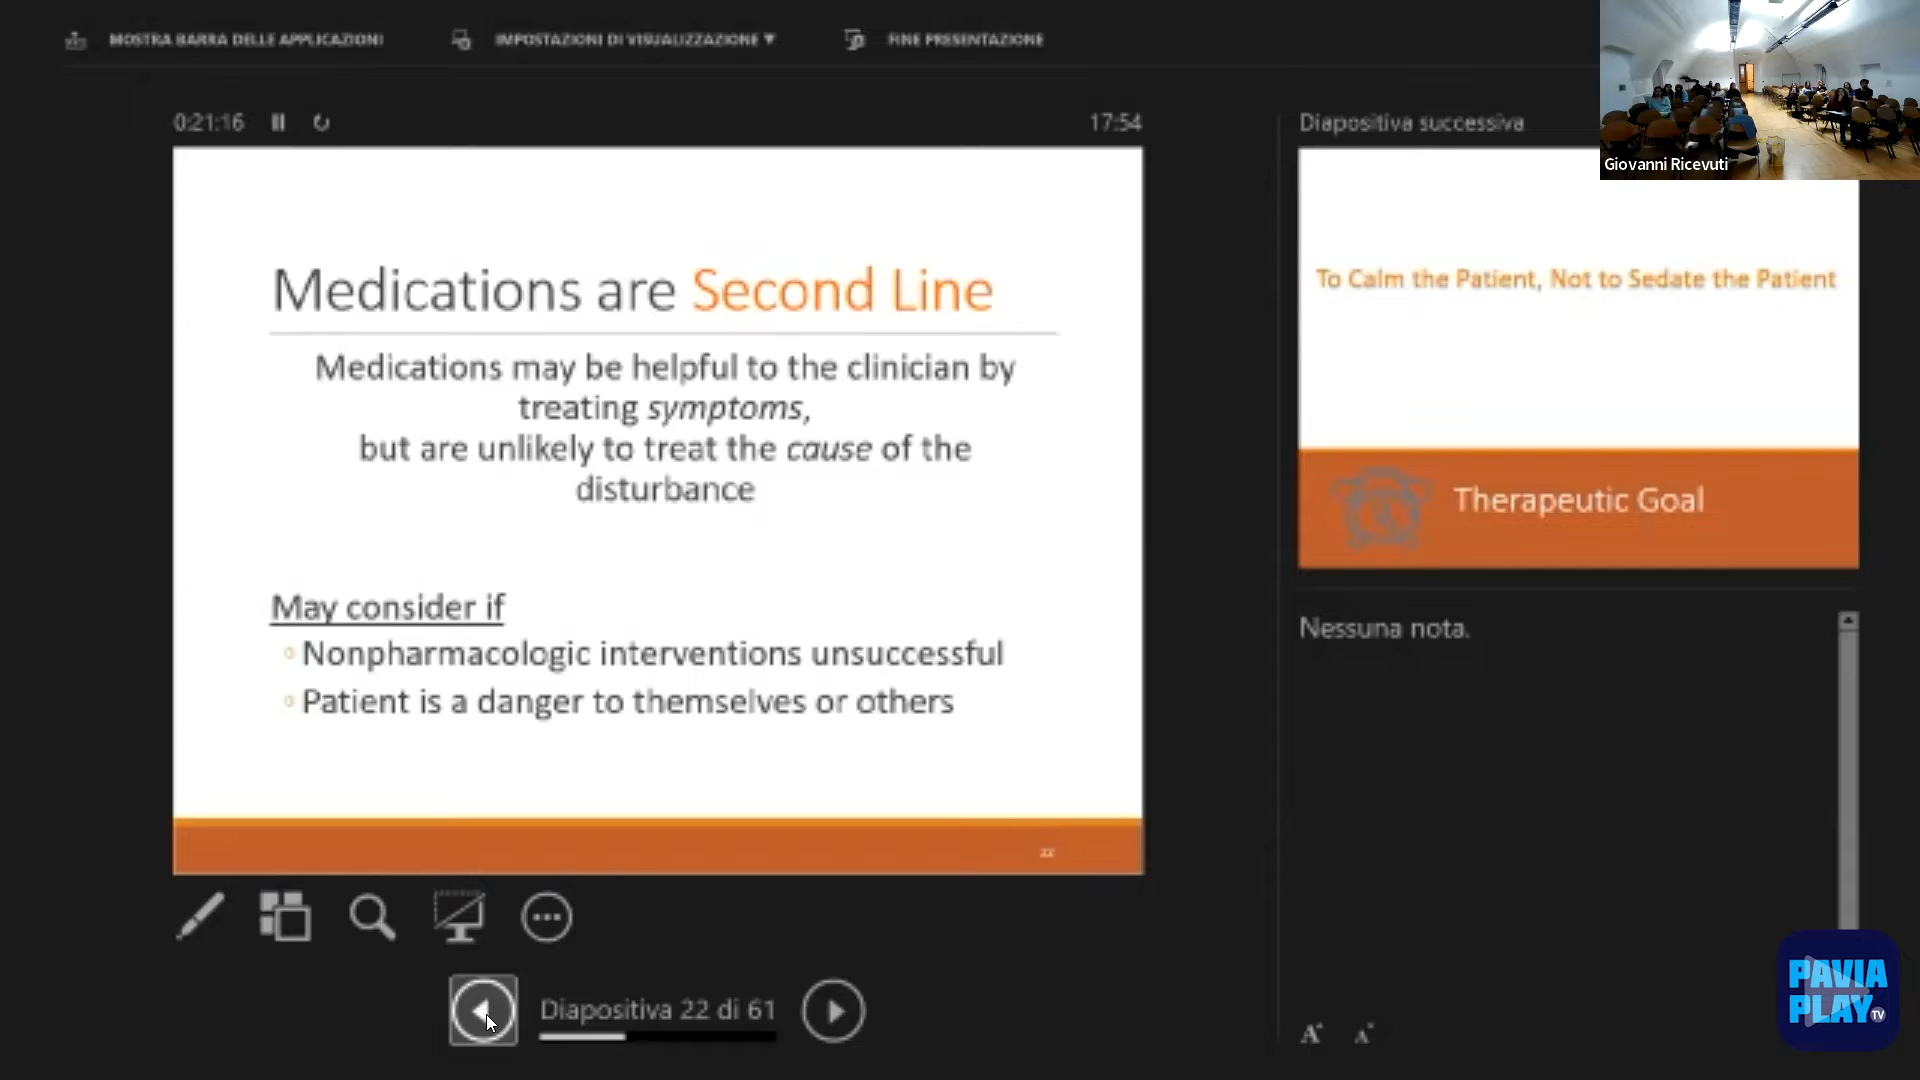 MOSTRA BARRA DELLE APPLICAZIONI
IMPOSTAZIONI DI VISUALIZZAZIONE ▼
FINE PRESENTAZIONE
0:21:16
17:54
Medications are Second Line
Medications may be helpful to the clinician by
treating symptoms,
but are unlikely to treat the cause of the
disturbance
May consider if
Nonpharmacologic interventions unsuccessful
Patient is a danger to themselves or others
22
Diapositiva 22 di 61
Diapositiva successiva
To Calm the Patient, Not to Sedate the Patient
Therapeutic Goal
Nessuna nota.
A A
Giovanni Ricevuti
PAVIA
PLAY TV